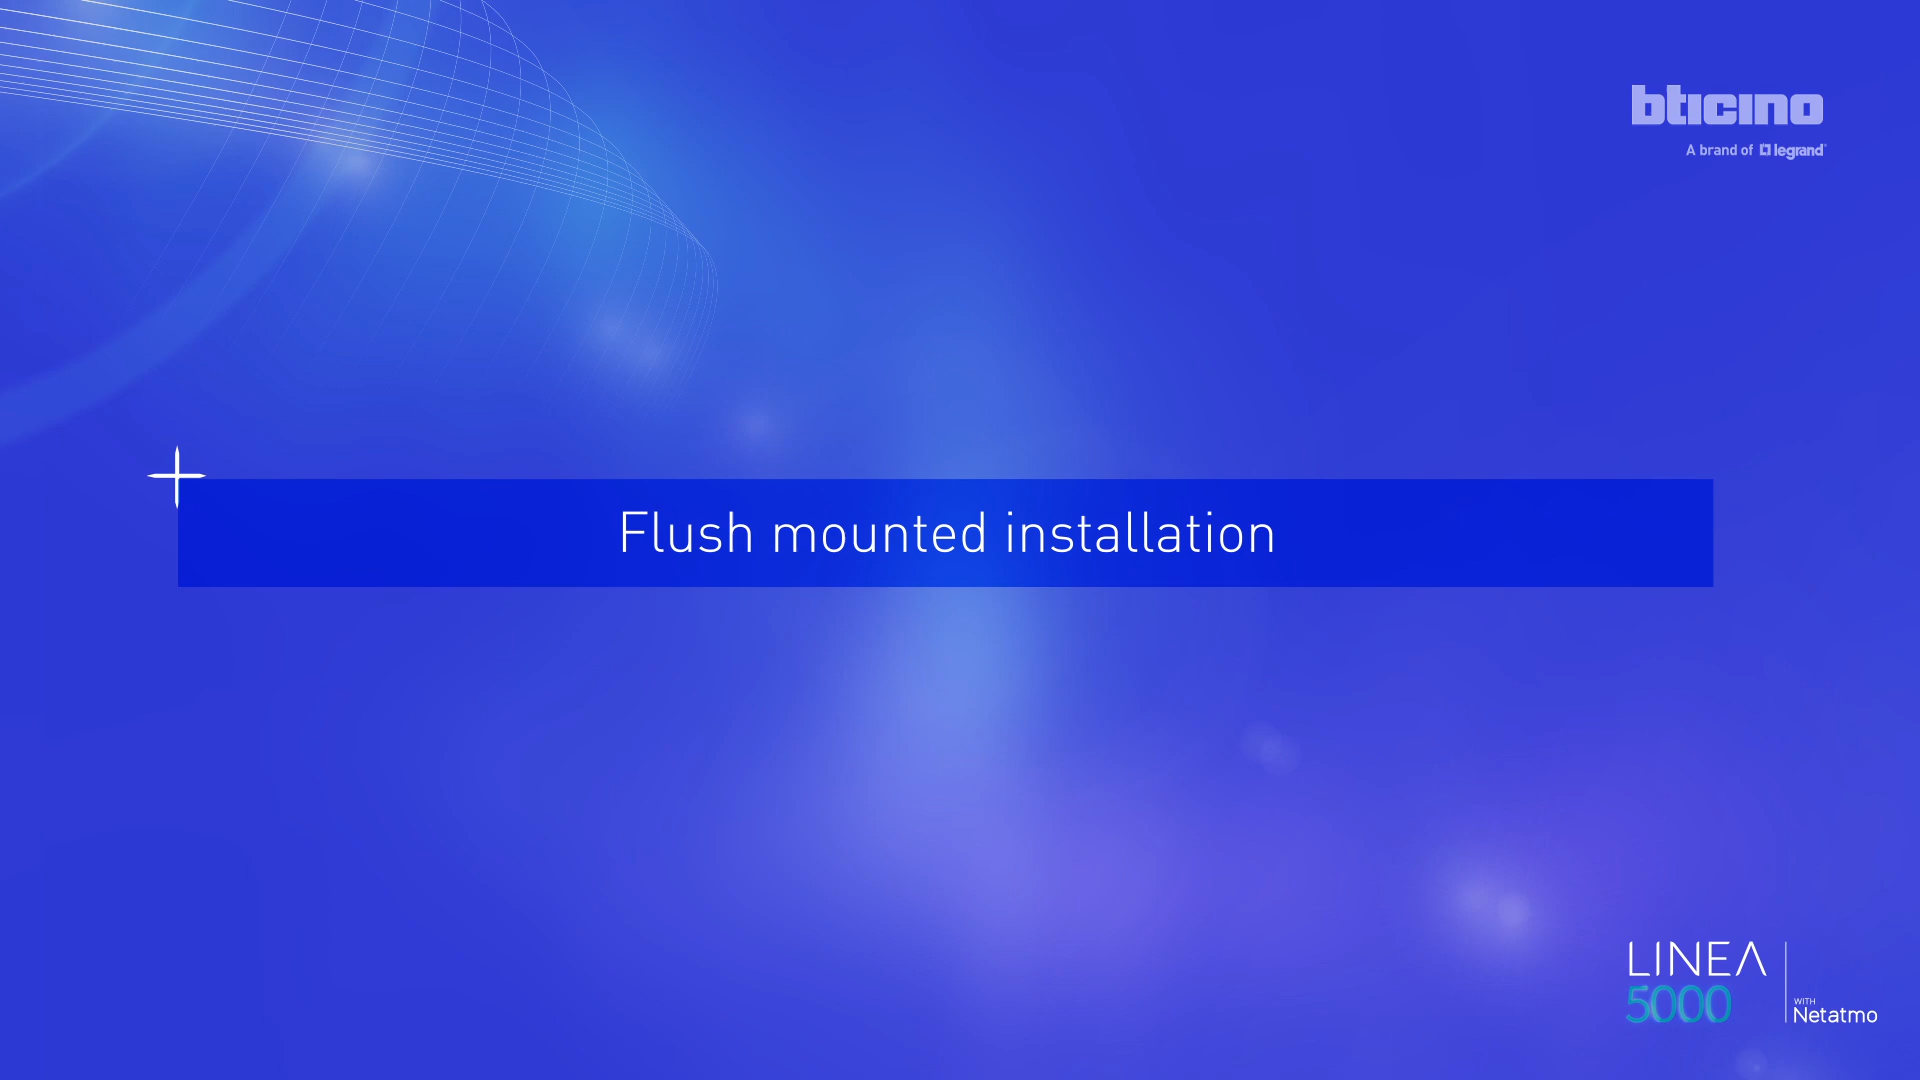 bticino
A brand of legrand
Flush mounted installation
LINEA
5000
WITH
Netatmo